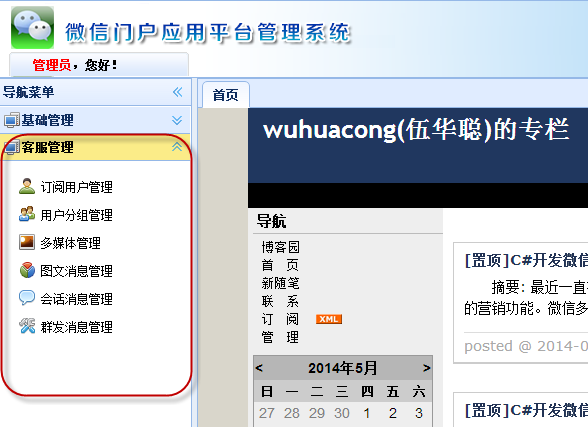 微信门户应用平台管理系统
管理员，您好！
导航菜单
基础管理
客服管理
订阅用户管理
用户分组管理
多媒体管理
图文消息管理
会话消息管理
群发消息管理
首页
wuhuacong(伍华聪)的专栏
导航
博客园
首 页
新随笔
联 系
订 阅 XML
管 理
< 2014年5月 >
日 一 二 三 四 五 六
27 28 29 30 1 2 3
[置顶]C#开发微信
摘要: 最近一直
的营销功能。微信多
posted @ 2014-0
[置顶]C#开发微信